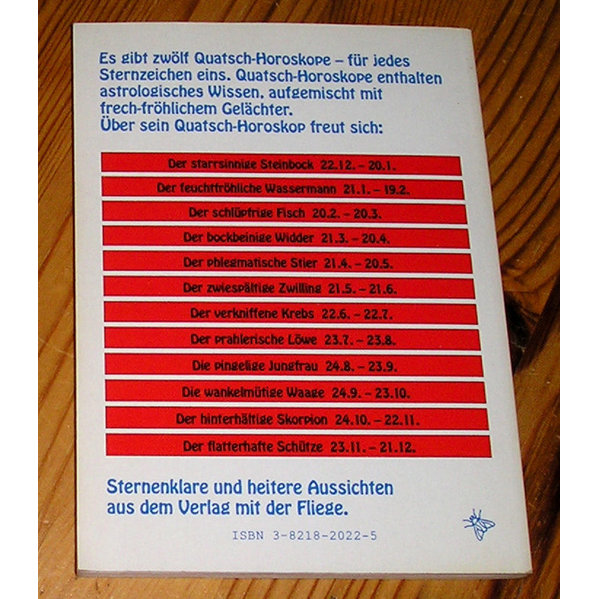 Es gibt zwölf Quatsch-Horoskope – für jedes
Sternzeichen eins. Quatsch-Horoskope enthalten
astrologisches Wissen, aufgemischt mit
frech-fröhlichem Gelächter.
Über sein Quatsch-Horoskop freut sich:
Der starrsinnige Steinbock 22.12. – 20.1.
Der feuchtfröhliche Wassermann 21.1. – 19.2.
Der schlüpfrige Fisch 20.2. – 20.3.
Der bockbeinige Widder 21.3. – 20.4.
Der phlegmatische Stier 21.4. – 20.5.
Der zwiespältige Zwilling 21.5. – 21.6.
Der verkniffene Krebs 22.6. – 22.7.
Der prahlerische Löwe 23.7. – 23.8.
Die pingelige Jungfrau 24.8. – 23.9.
Die wankelmütige Waage 24.9. – 23.10.
Der hinterhältige Skorpion 24.10. – 22.11.
Der flatterhafte Schütze 23.11. – 21.12.
Sternenklare und heitere Aussichten
aus dem Verlag mit der Fliege.
ISBN 3-8218-2022-5